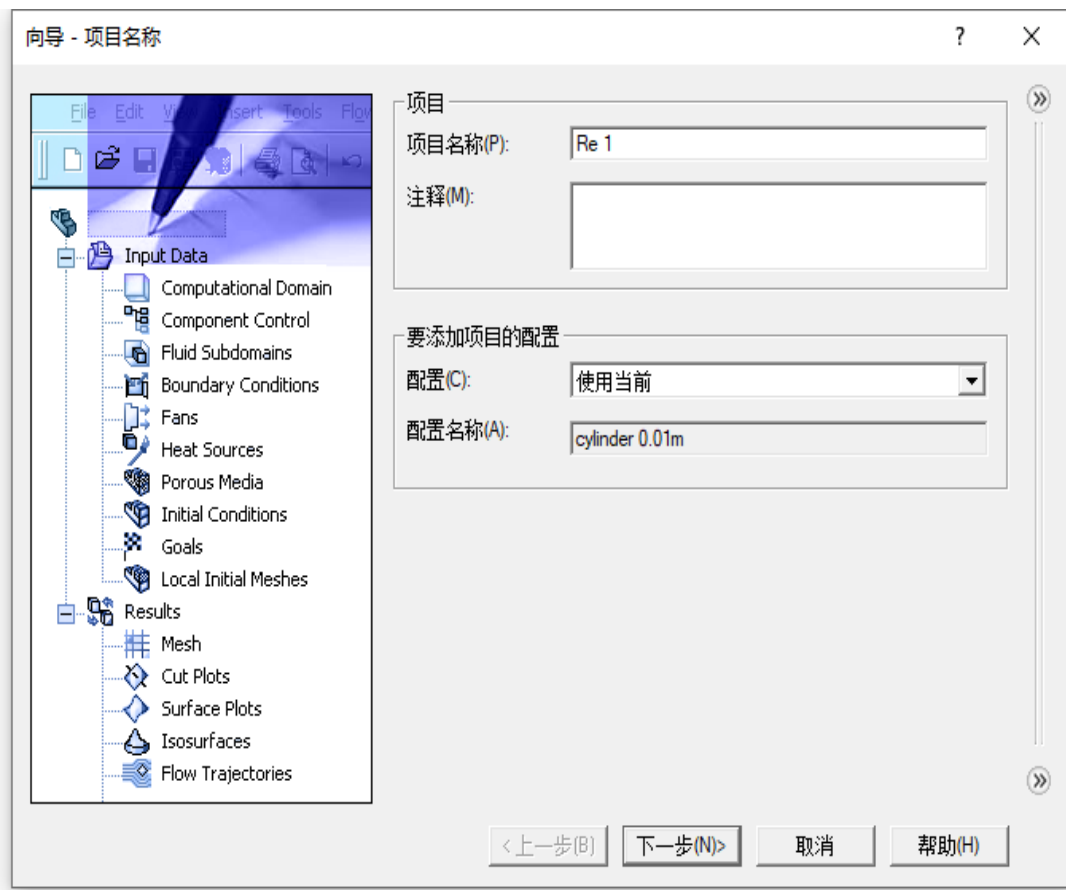 向导 - 项目名称
?
File Edit View Insert Tools Flow
Input Data
Computational Domain
Component Control
Fluid Subdomains
Boundary Conditions
Fans
Heat Sources
Porous Media
Initial Conditions
Goals
Local Initial Meshes
Results
Mesh
Cut Plots
Surface Plots
Isosurfaces
Flow Trajectories
项目
项目名称(P): Re 1
注释(M):
要添加项目的配置
配置(C): 使用当前
配置名称(A): cylinder 0.01m
<上一步(B) 下一步(N)> 取消 帮助(H)